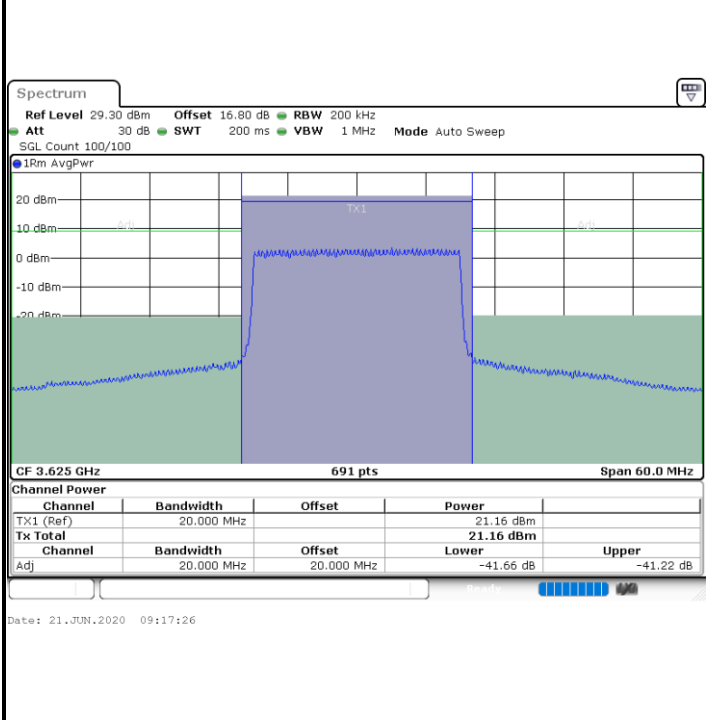 Spectrum
Ref Level 29.30 dBm Offset 16.80 dB RBW 200 kHz
Att 30 dB SWT 200 ms VBW 1 MHz Mode Auto Sweep
SGL Count 100/100
1Rm AvgPwr
20 dBm
TX1
Adj Adj
10 dBm
0 dBm
-10 dBm
-20 dBm
CF 3.625 GHz 691 pts Span 60.0 MHz
Channel Power
Channel Bandwidth Offset Power
TX1 (Ref) 20.000 MHz 21.16 dBm
Tx Total 21.16 dBm
Channel Bandwidth Offset Lower Upper
Adj 20.000 MHz 20.000 MHz -41.66 dB -41.22 dB
Ready
Date: 21.JUN.2020 09:17:26